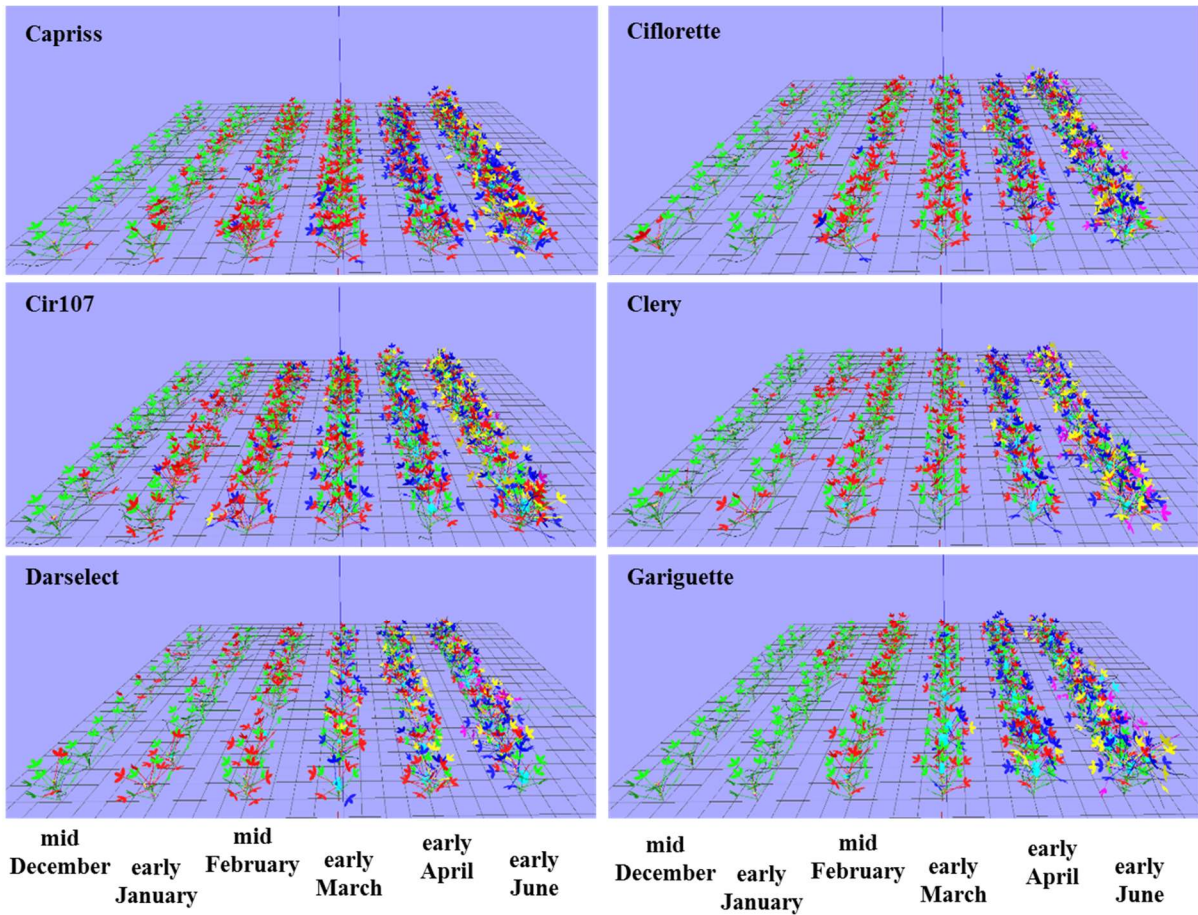 Capriss
Ciflorette
Cir107
Clery
Darselect
Gariguette
mid
December
early
January
mid
February
early
March
early
April
early
June
mid
December
early
January
mid
February
early
March
early
April
early
June